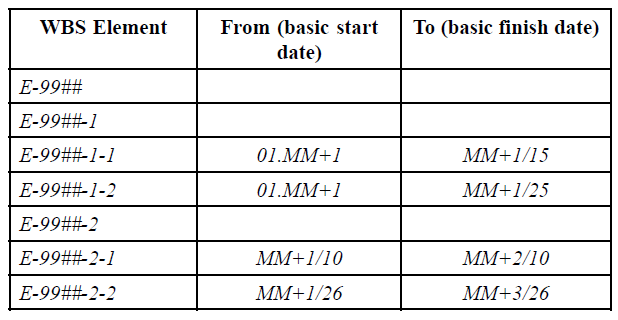 WBS Element From (basic start date) To (basic finish date)
E-99##
E-99##-1
E-99##-1-1 01.MM+1 MM+1/15
E-99##-1-2 01.MM+1 MM+1/25
E-99##-2
E-99##-2-1 MM+1/10 MM+2/10
E-99##-2-2 MM+1/26 MM+3/26